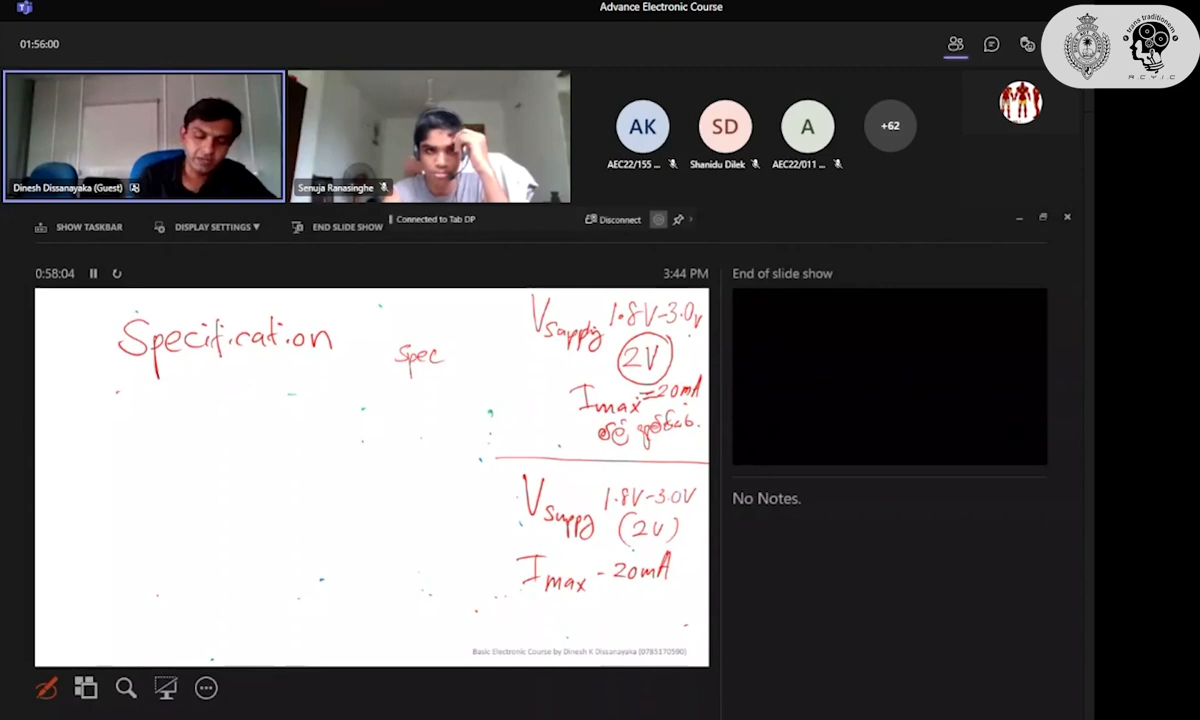 Advance Electronic Course
01:56:00
R.C.Y.I.C
AK
SD
A
+62
AEC22/155 ...
Shanidu Dilek
AEC22/011 ...
Dinesh Dissanayaka (Guest)
Senuja Ranasinghe
SHOW TASKBAR
DISPLAY SETTINGS ▼
END SLIDE SHOW
Connected to Tab DP
Disconnect
0:58:04
3:44 PM
End of slide show
Specification
Spec
Vsupply 1.8V-3.0V
2V
Imax = 20mA
Vsupply 1.8V-3.0V
(2V)
Imax - 20mA
No Notes.
Basic Electronic Course by Dinesh K Dissanayaka (0785170590)